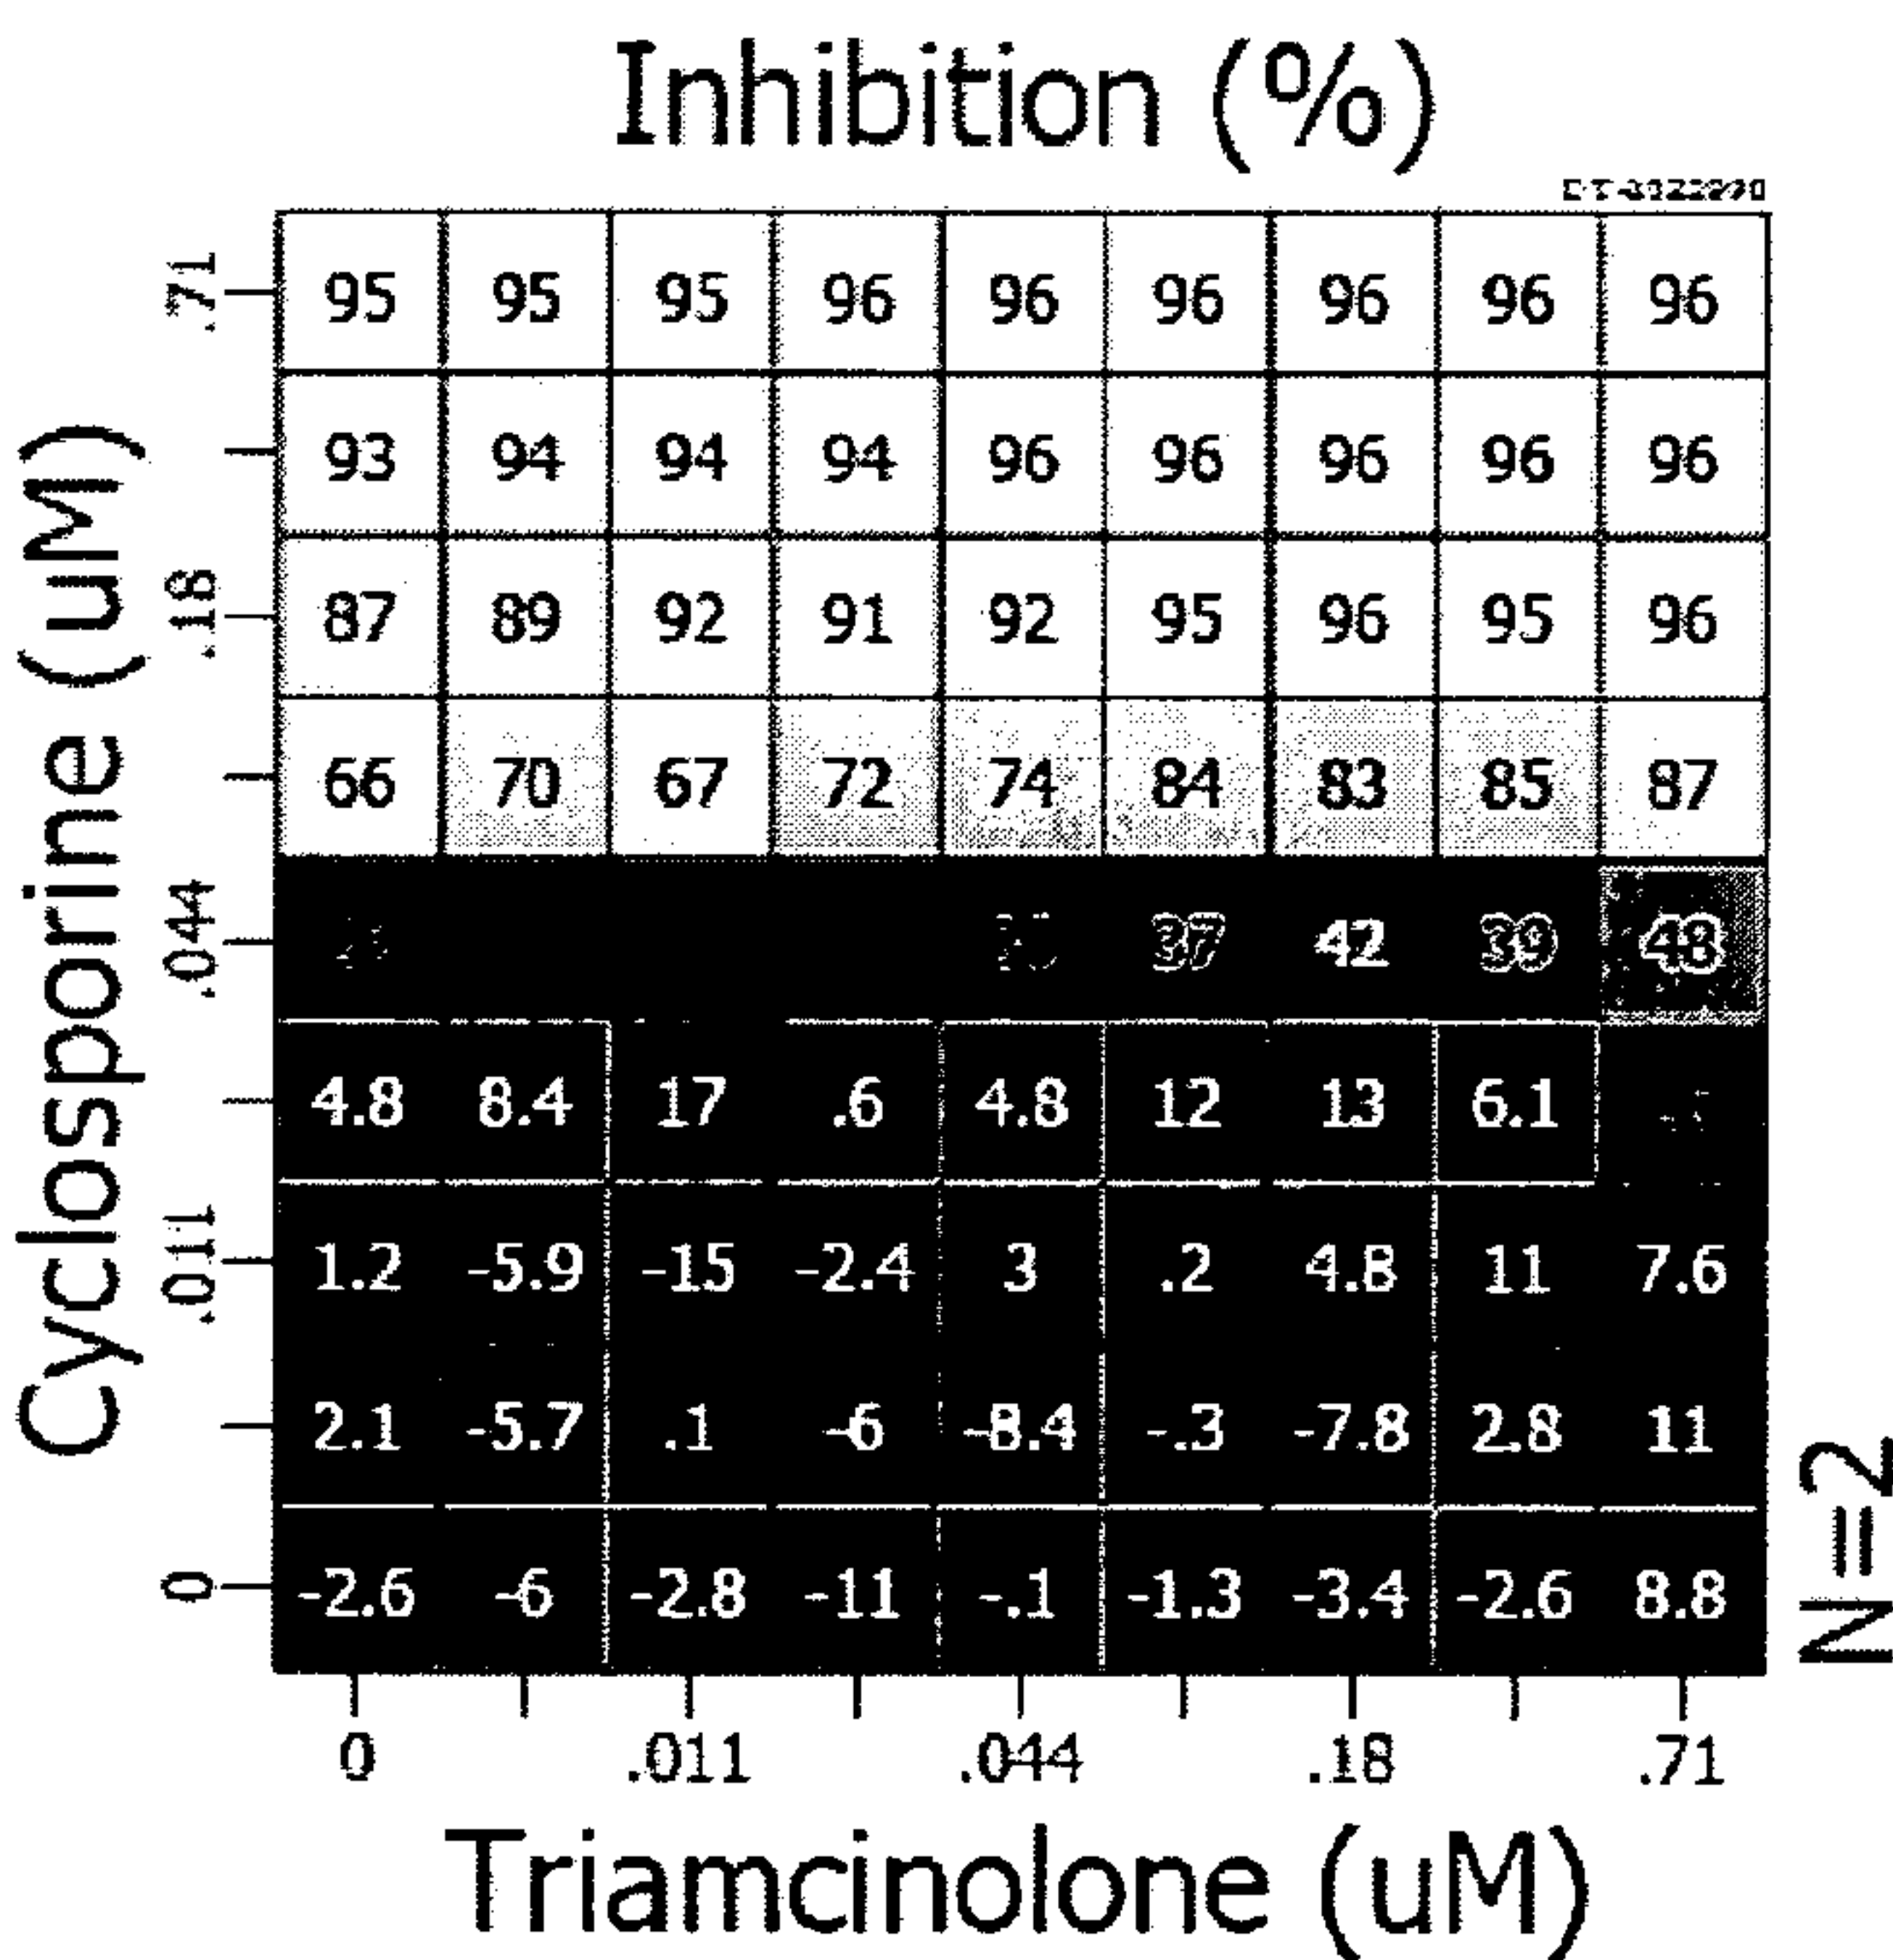 Inhibition (%)
.71 95 95 95 96 96 96 96 96 96
93 94 94 94 96 96 96 96 96
.18 87 89 92 91 92 95 96 95 96
66 70 67 72 74 84 83 85 87
.044 37 42 39 48
4.8 8.4 17 .6 4.8 12 13 6.1
.011 1.2 -5.9 -15 -2.4 3 .2 4.8 11 7.6
2.1 -5.7 .1 -6 -8.4 -.3 -7.8 2.8 11
0 -2.6 -6 -2.8 -11 -.1 -1.3 -3.4 -2.6 8.8
0 .011 .044 .18 .71
Triamcinolone (uM)
Cyclosporine (uM)
N=2